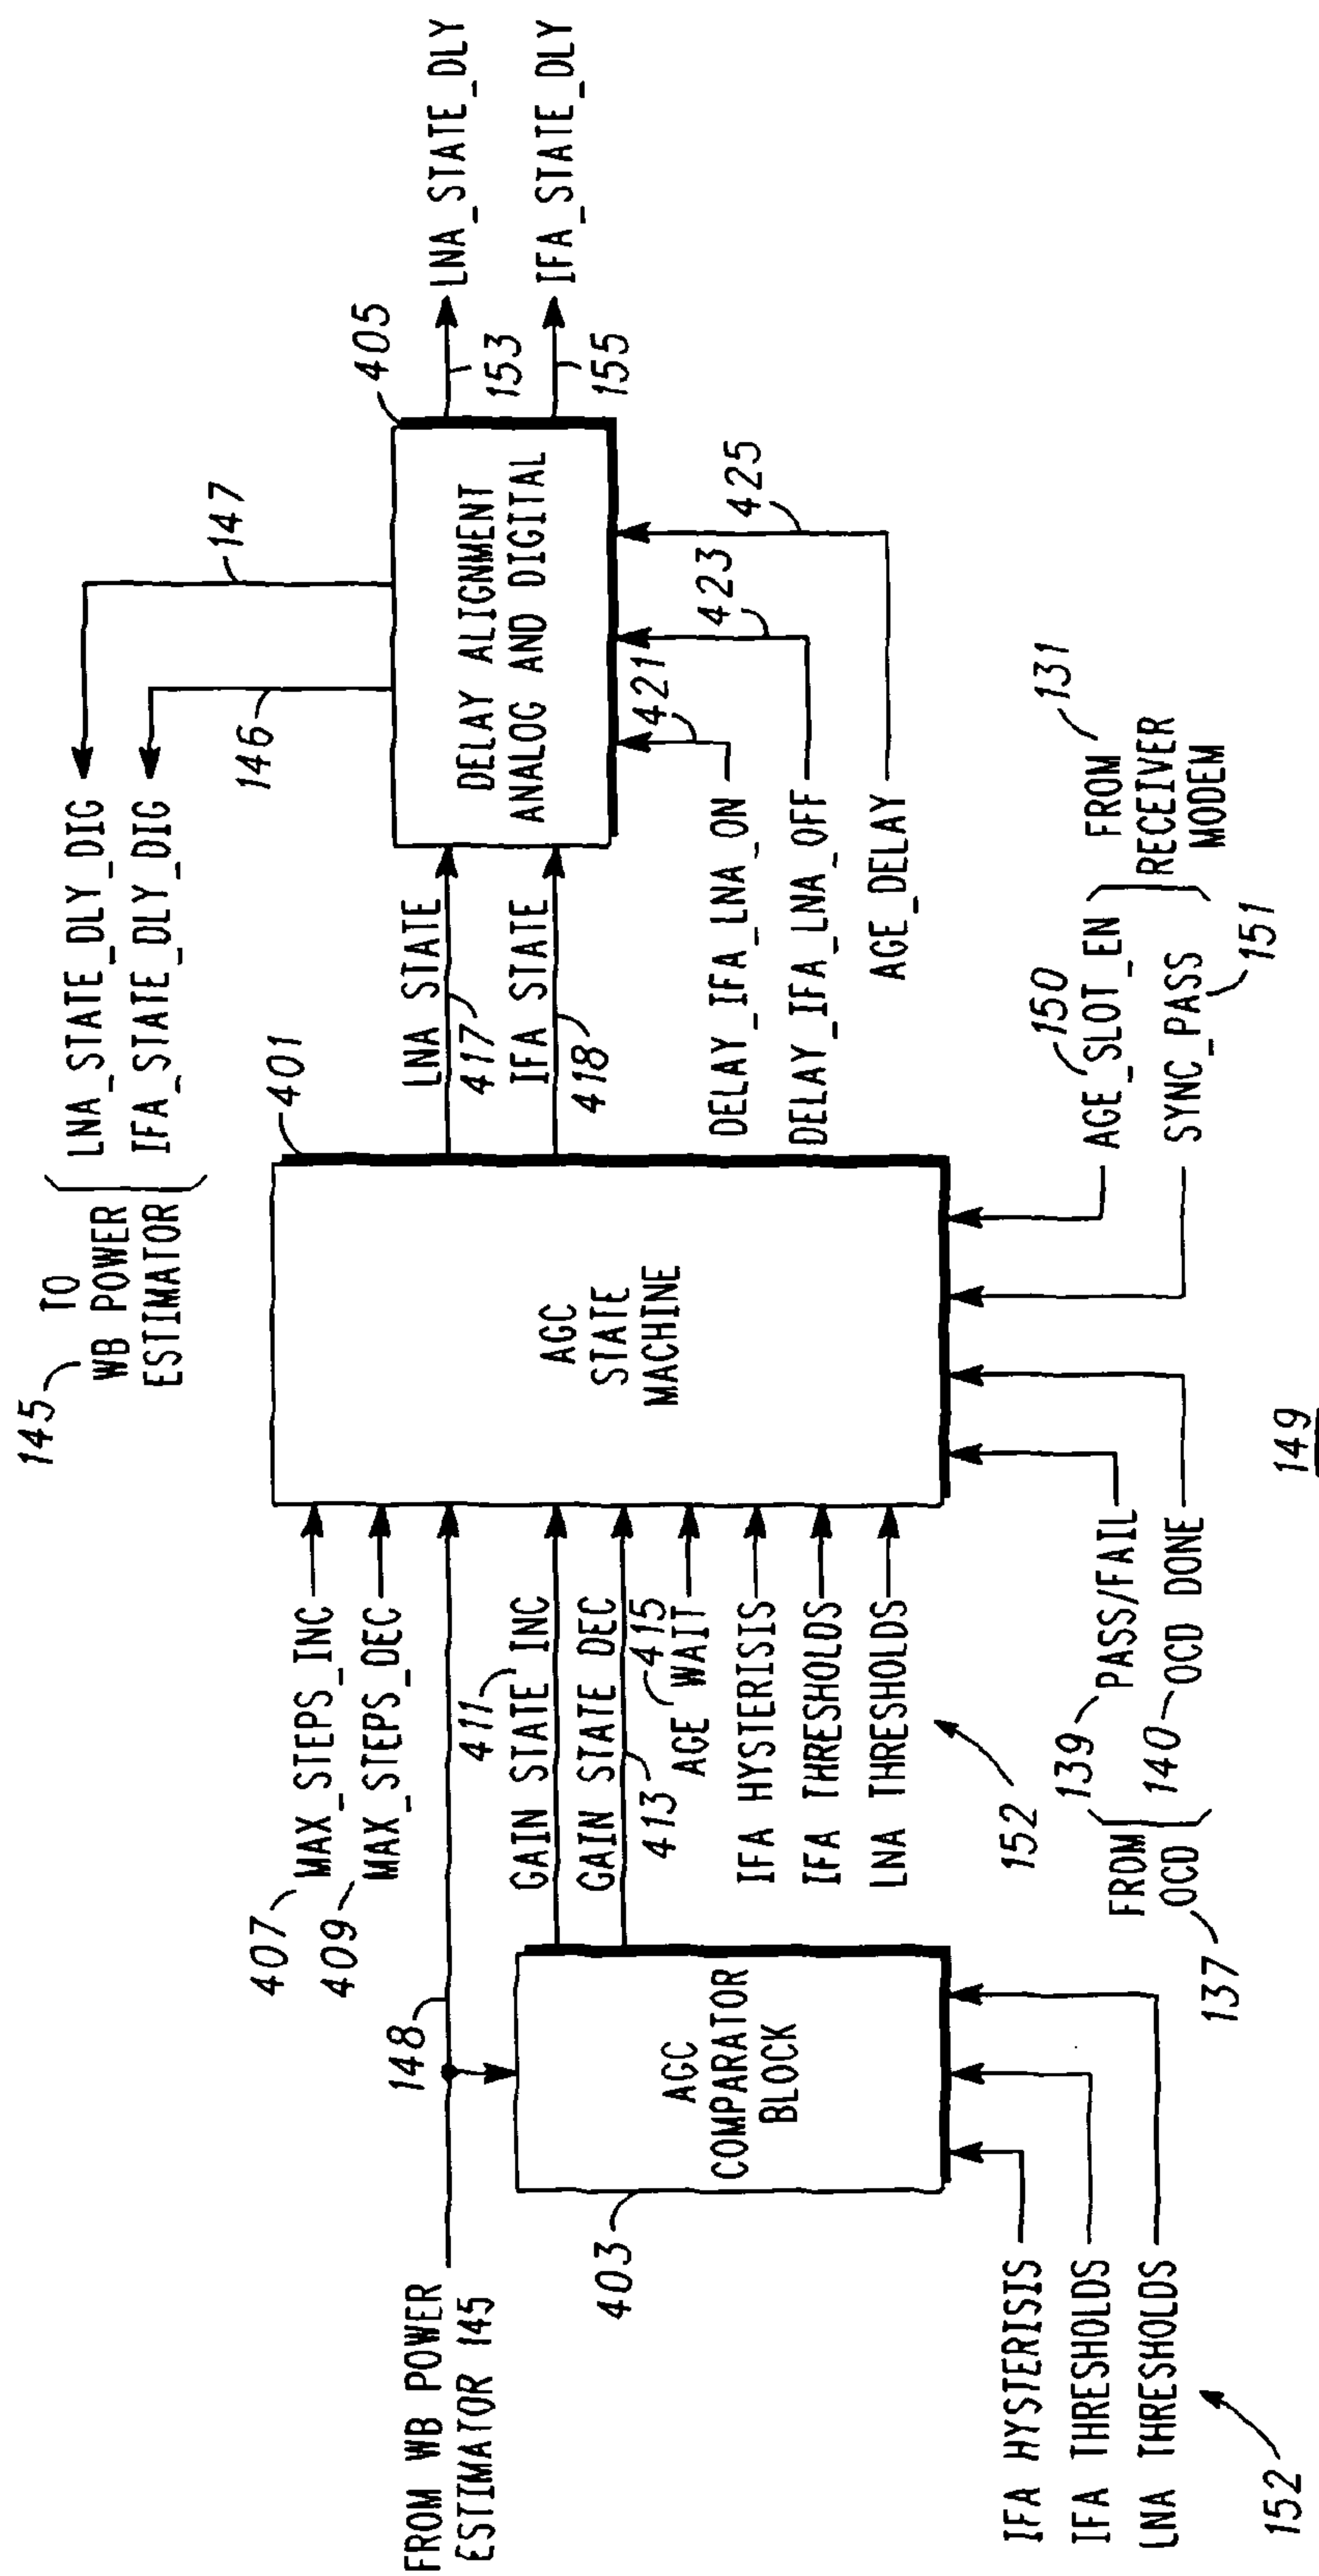 145
TO
WB POWER
ESTIMATOR
LNA_STATE_DLY_DIG
IFA_STATE_DLY_DIG
147
146
407
MAX_STEPS_INC
409
MAX_STEPS_DEC
401
AGC
STATE
MACHINE
405
DELAY ALIGNMENT
ANALOG AND DIGITAL
LNA_STATE_DLY
153
IFA_STATE_DLY
155
FROM WB POWER
ESTIMATOR 145
148
411
GAIN STATE INC
GAIN STATE DEC
413
415
AGE WAIT
IFA HYSTERISIS
IFA THRESHOLDS
LNA THRESHOLDS
152
LNA STATE
417
IFA STATE
418
421
423
425
DELAY_IFA_LNA_ON
DELAY_IFA_LNA_OFF
AGE_DELAY
403
AGC
COMPARATOR
BLOCK
IFA HYSTERISIS
IFA THRESHOLDS
LNA THRESHOLDS
152
139
PASS/FAIL
FROM
OCD
140
OCD DONE
137
150
AGE_SLOT_EN
SYNC_PASS
151
FROM
RECEIVER
MODEM
131
149